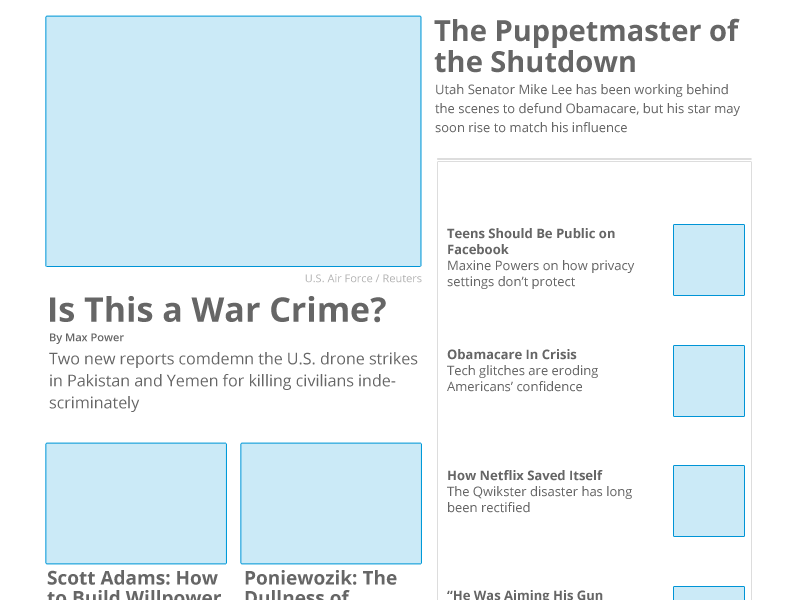 The Puppetmaster of
the Shutdown
Utah Senator Mike Lee has been working behind
the scenes to defund Obamacare, but his star may
soon rise to match his influence
U.S. Air Force / Reuters
Is This a War Crime?
By Max Power
Two new reports comdemn the U.S. drone strikes
in Pakistan and Yemen for killing civilians inde-
scriminately
Teens Should Be Public on
Facebook
Maxine Powers on how privacy
settings don’t protect
Obamacare In Crisis
Tech glitches are eroding
Americans’ confidence
How Netflix Saved Itself
The Qwikster disaster has long
been rectified
“He Was Aiming His Gun
Scott Adams: How
to Build Willpower
Poniewozik: The
Dullness of